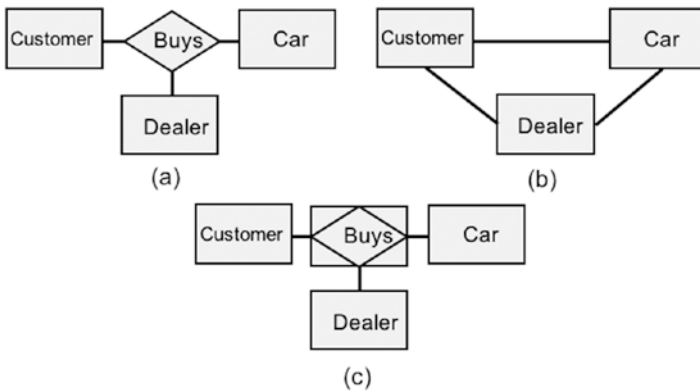 Customer
Buys
Car
Dealer
(a)
Customer
Car
Dealer
(b)
Customer
Buys
Car
Dealer
(c)